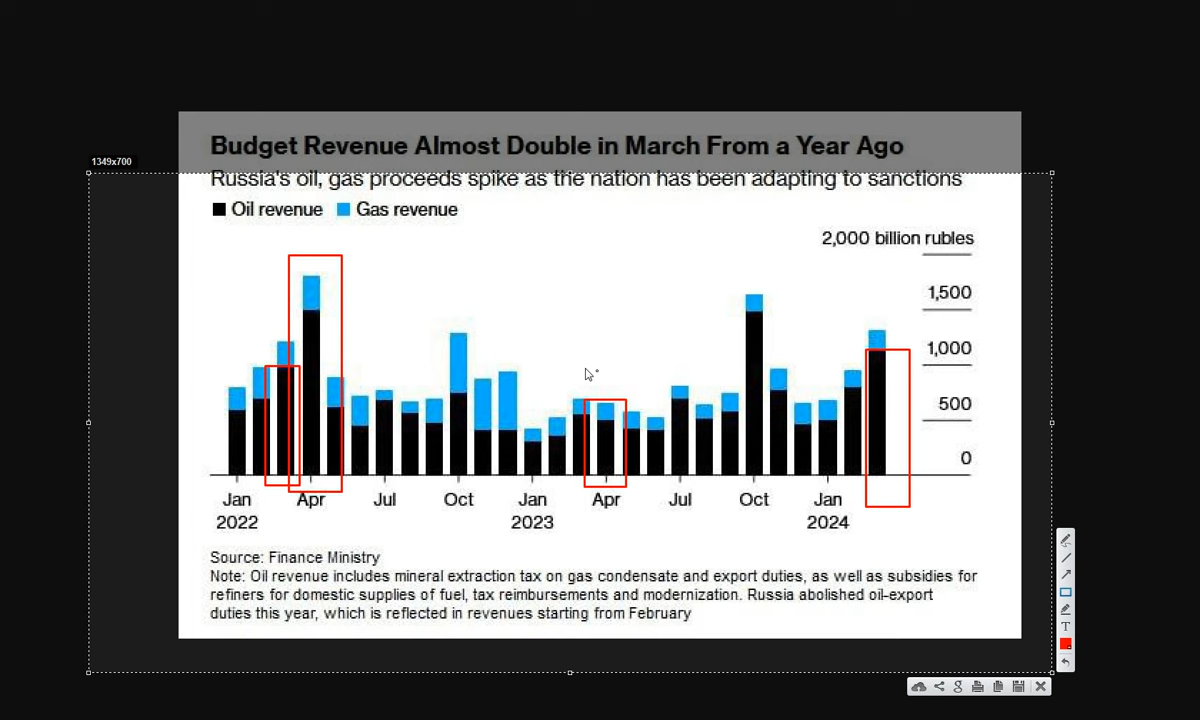 Budget Revenue Almost Double in March From a Year Ago
1349x700
Russia's oil, gas proceeds spike as the nation has been adapting to sanctions
Oil revenue Gas revenue
2,000 billion rubles
1,500
1,000
500
0
Jan Apr Jul Oct Jan Apr Jul Oct Jan
2022 2023 2024
Source: Finance Ministry
Note: Oil revenue includes mineral extraction tax on gas condensate and export duties, as well as subsidies for
refiners for domestic supplies of fuel, tax reimbursements and modernization. Russia abolished oil-export
duties this year, which is reflected in revenues starting from February
T
g